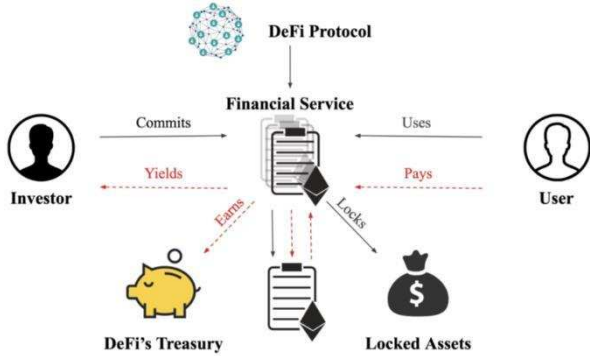 DeFi Protocol
Financial Service
Commits
Uses
Yields
Pays
Investor
User
Earns
Locks
$
DeFi's Treasury
Locked Assets